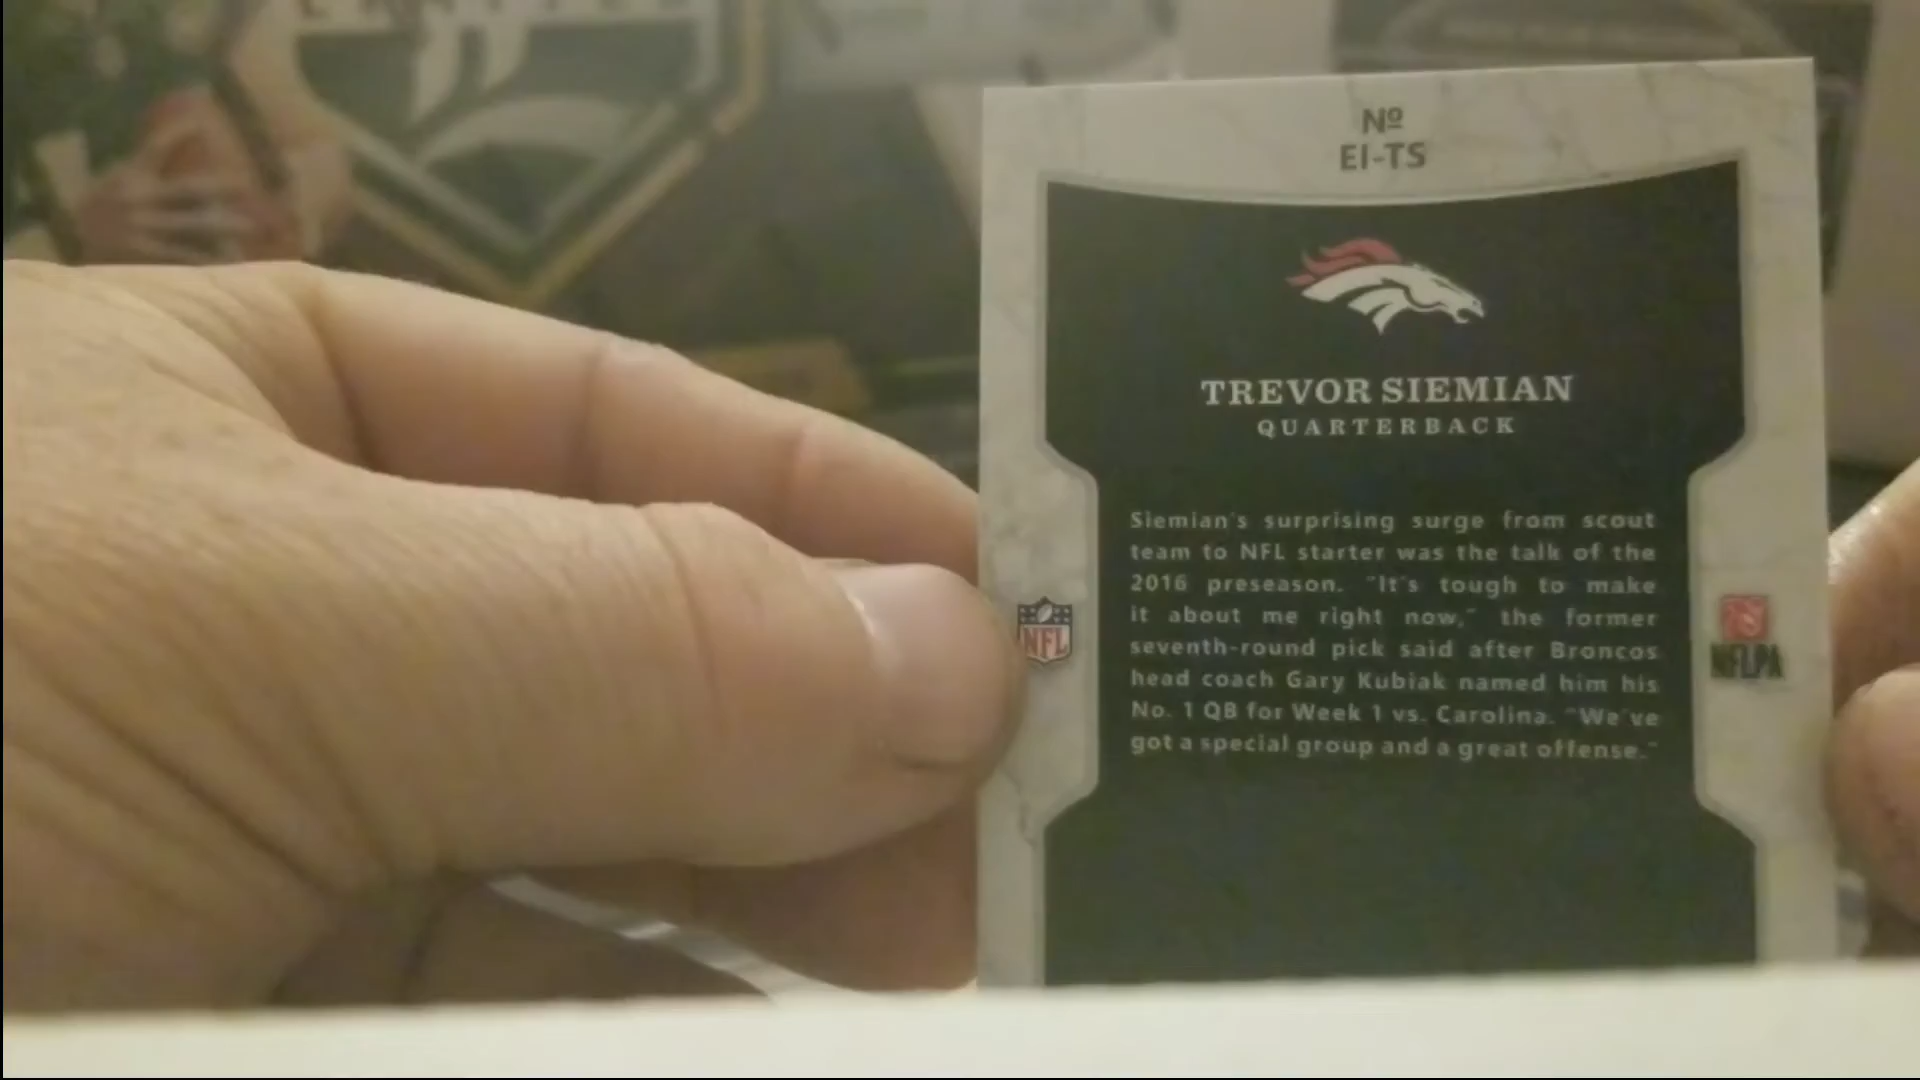 Nº
EI-TS
TREVOR SIEMIAN
QUARTERBACK
Siemian's surprising surge from scout
team to NFL starter was the talk of the
2016 preseason. "It's tough to make
it about me right now," the former
seventh-round pick said after Broncos
head coach Gary Kubiak named him his
No. 1 QB for Week 1 vs. Carolina. "We've
got a special group and a great offense."
NFL
NFLPA